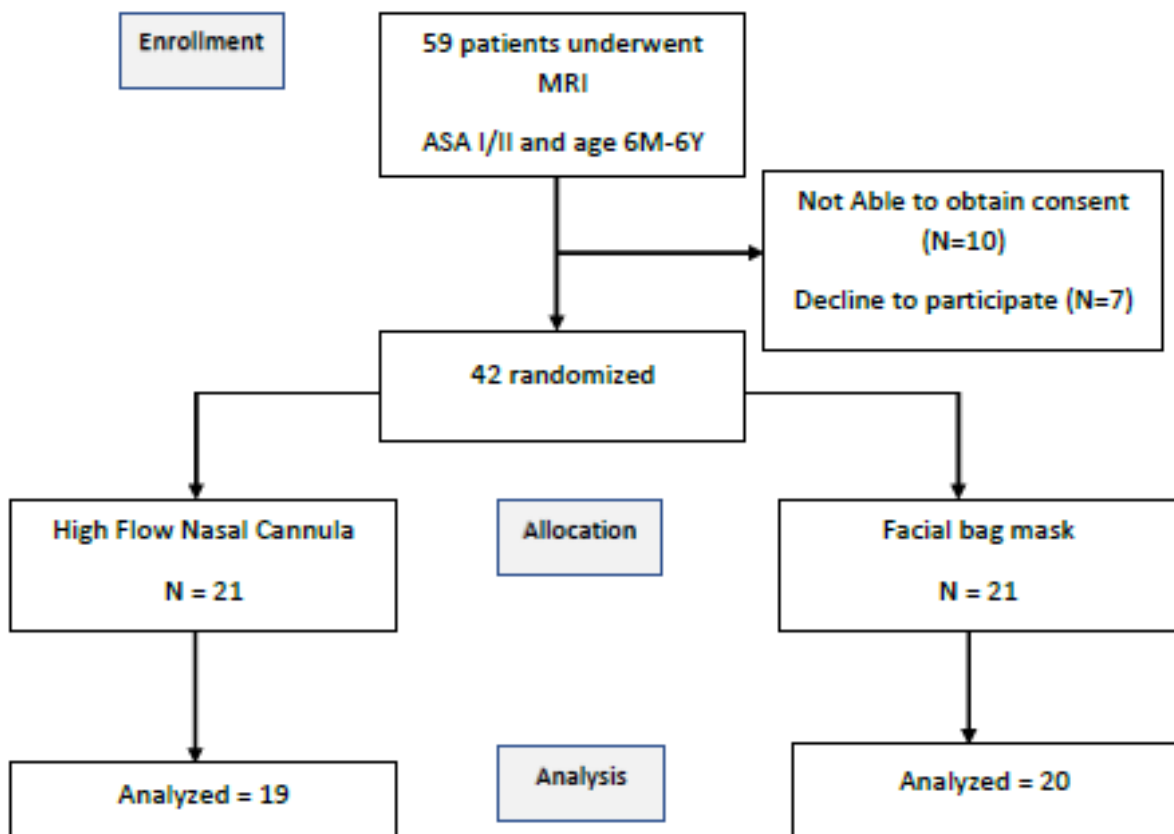 Enrollment
59 patients underwent
MRI
ASA I/II and age 6M-6Y
Not Able to obtain consent
(N=10)
Decline to participate (N=7)
42 randomized
High Flow Nasal Cannula
N = 21
Allocation
Facial bag mask
N = 21
Analyzed = 19
Analysis
Analyzed = 20